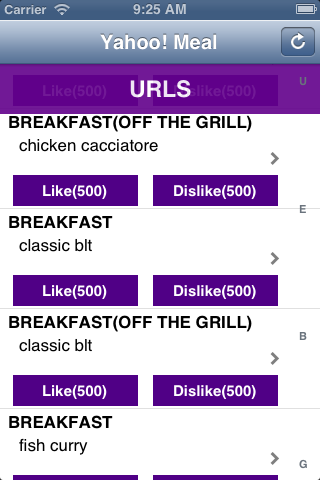 Carrier 9:25 AM
Yahoo! Meal
Like(500) Dislike(500)
URLS
U
BREAKFAST(OFF THE GRILL)
chicken cacciatore
Like(500) Dislike(500)
E
BREAKFAST
classic blt
Like(500) Dislike(500)
BREAKFAST(OFF THE GRILL)
B
classic blt
Like(500) Dislike(500)
BREAKFAST
fish curry
G